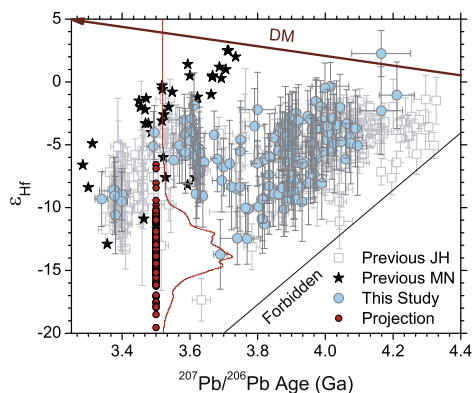 5
0
-5
-10
-15
-20
εHf
DM
Forbidden
Previous JH
Previous MN
This Study
Projection
3.4 3.6 3.8 4.0 4.2 4.4
207Pb/206Pb Age (Ga)